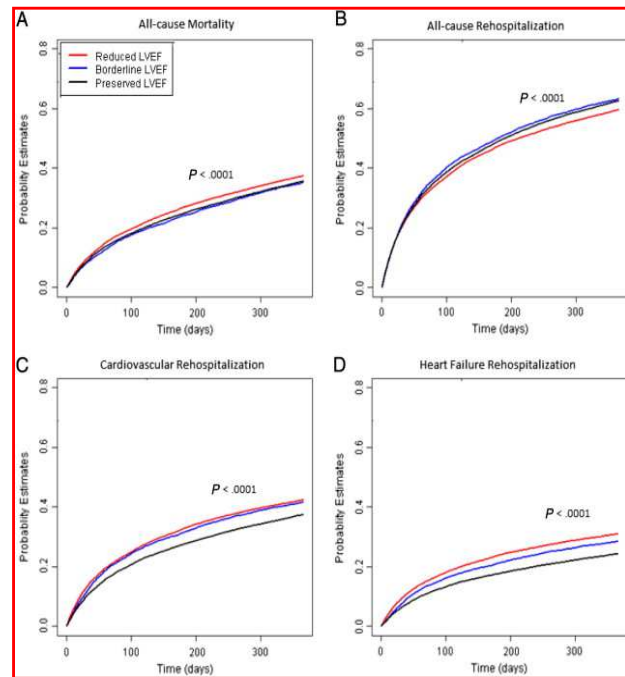 A
All-cause Mortality
Reduced LVEF
Borderline LVEF
Preserved LVEF
P < .0001
Probablity Estimates
0.0
0.2
0.4
0.6
0.8
0
100
200
300
Time (days)
B
All-cause Rehospitalization
P < .0001
Probablity Estimates
0.0
0.2
0.4
0.6
0.8
0
100
200
300
Time (days)
C
Cardiovascular Rehospitalization
P < .0001
Probablity Estimates
0.0
0.2
0.4
0.6
0.8
0
100
200
300
Time (days)
D
Heart Failure Rehospitalization
P < .0001
Probablity Estimates
0.0
0.2
0.4
0.6
0.8
0
100
200
300
Time (days)